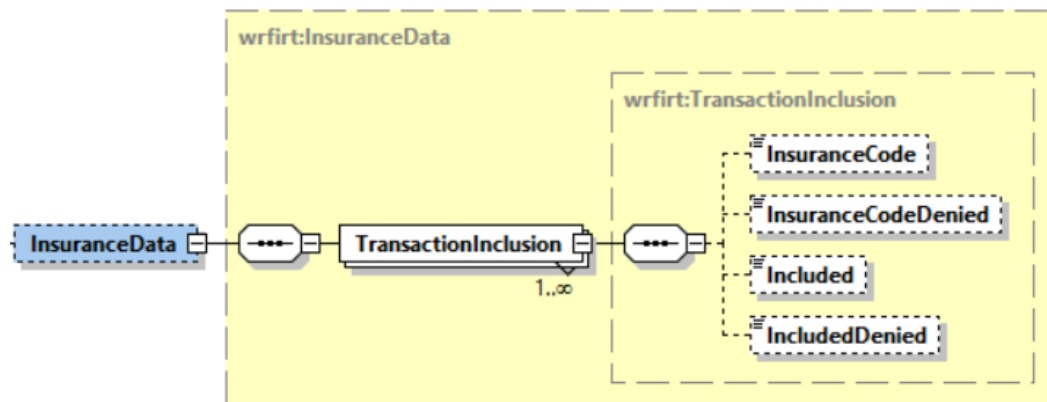 wrfirt:InsuranceData
wrfirt:TransactionInclusion
InsuranceCode
InsuranceCodeDenied
InsuranceData
TransactionInclusion
1..∞
Included
IncludedDenied